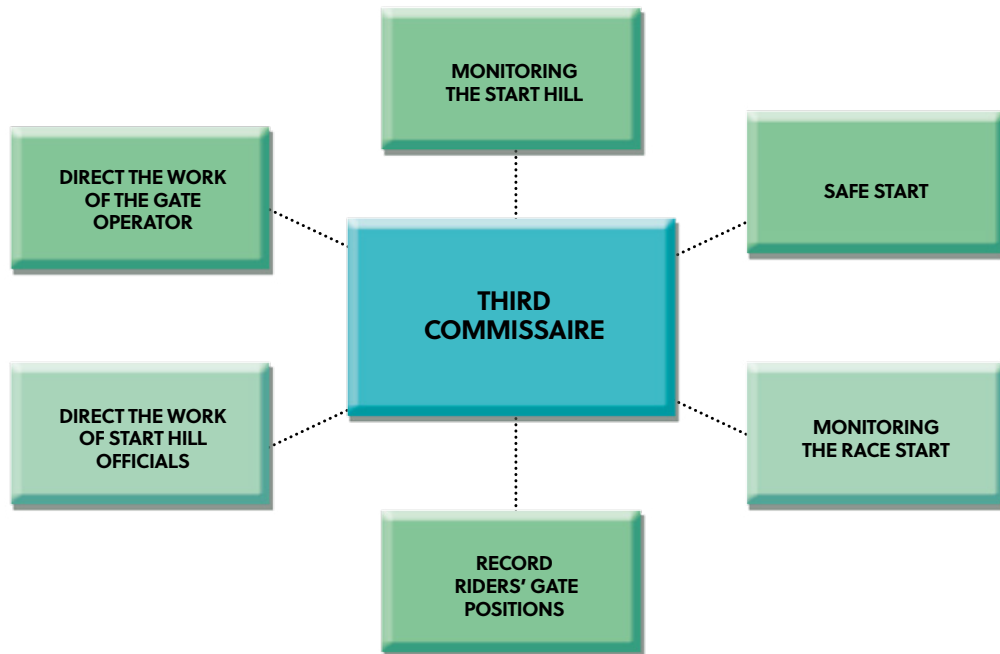 MONITORING
THE START HILL
DIRECT THE WORK
OF THE GATE
OPERATOR
SAFE START
THIRD
COMMISSAIRE
DIRECT THE WORK
OF START HILL
OFFICIALS
MONITORING
THE RACE START
RECORD
RIDERS’ GATE
POSITIONS